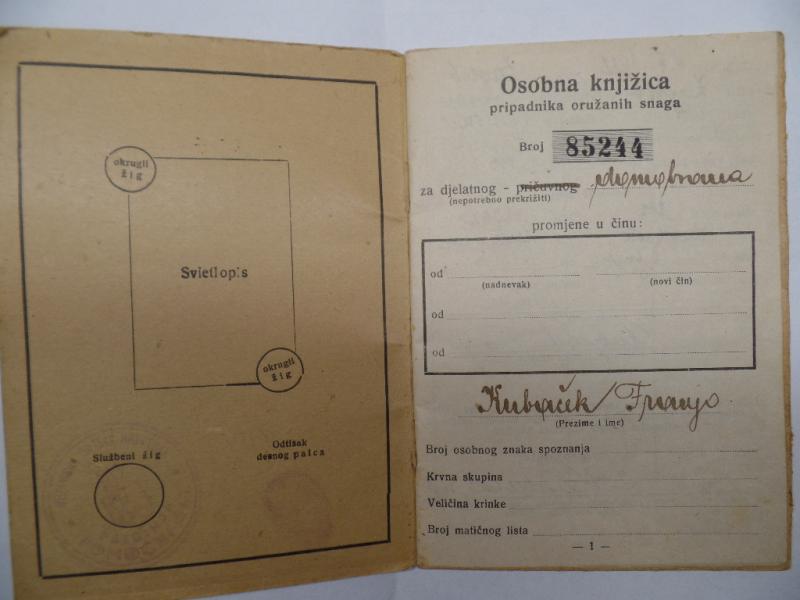 okrugli
žig
Svietlopis
okrugli
žig
Službeni žig
Odtisak
desnog palca
Osobna knjižica
pripadnika oružanih snaga
Broj 85244
za djelatnog - pričuvnog domobrana
(nepotrebno prekrižiti)
promjene u činu:
od
(nadnevak) (novi čin)
od
od
Kubaček Franjo
(Prezime i ime)
Broj osobnog znaka spoznanja
Krvna skupina
Veličina krinke
Broj matičnog lista
— 1 —